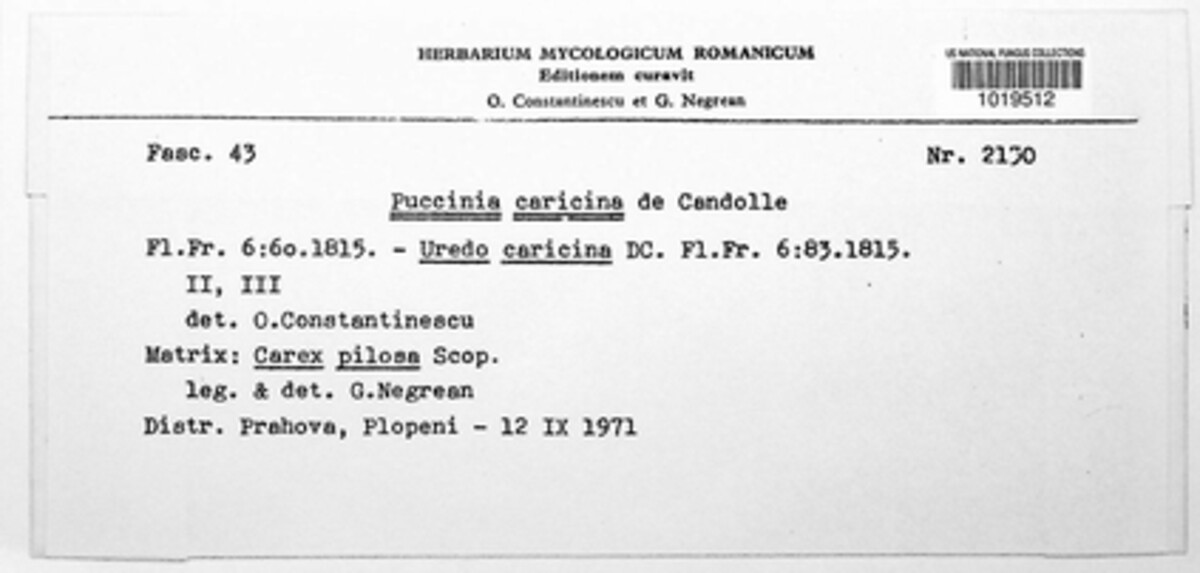 HERBARIUM MYCOLOGICUM ROMANICUM
Editionem curavit
O. Constantinescu et G. Negrean
US NATIONAL FUNGUS COLLECTIONS
1019512
Fasc. 43
Nr. 2130
Puccinia caricina de Candolle
Fl.Fr. 6:60.1815. - Uredo caricina DC. Fl.Fr. 6:83.1815.
II, III
det. O.Constantinescu
Matrix: Carex pilosa Scop.
leg. & det. G.Negrean
Distr. Prahova, Plopeni - 12 IX 1971